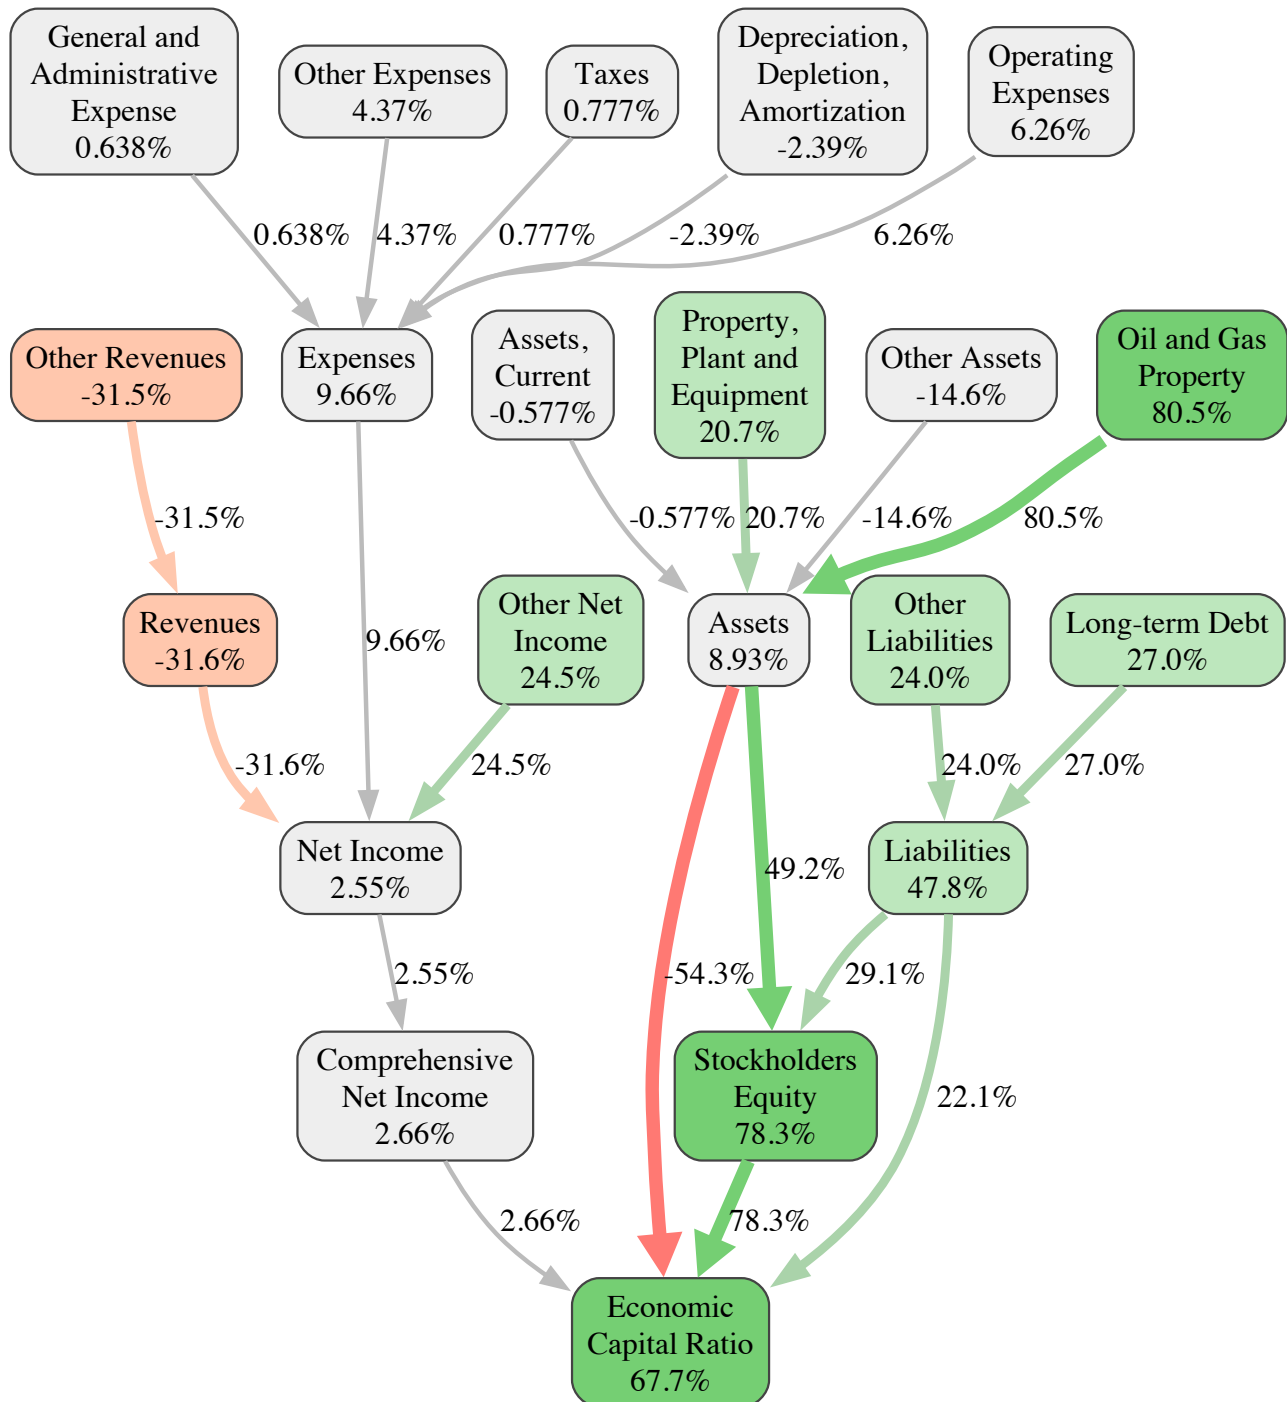 General and
Administrative
Expense
0.638%
Other Expenses
4.37%
Taxes
0.777%
Depreciation,
Depletion,
Amortization
-2.39%
Operating
Expenses
6.26%
0.638%
4.37%
0.777%
-2.39%
6.26%
Other Revenues
-31.5%
Expenses
9.66%
Assets,
Current
-0.577%
Property,
Plant and
Equipment
20.7%
Other Assets
-14.6%
Oil and Gas
Property
80.5%
-31.5%
-0.577%
20.7%
-14.6%
80.5%
Revenues
-31.6%
9.66%
Other Net
Income
24.5%
Assets
8.93%
Other
Liabilities
24.0%
Long-term Debt
27.0%
-31.6%
24.5%
24.0%
27.0%
Net Income
2.55%
49.2%
Liabilities
47.8%
2.55%
-54.3%
29.1%
Comprehensive
Net Income
2.66%
Stockholders
Equity
78.3%
22.1%
2.66%
78.3%
Economic
Capital Ratio
67.7%